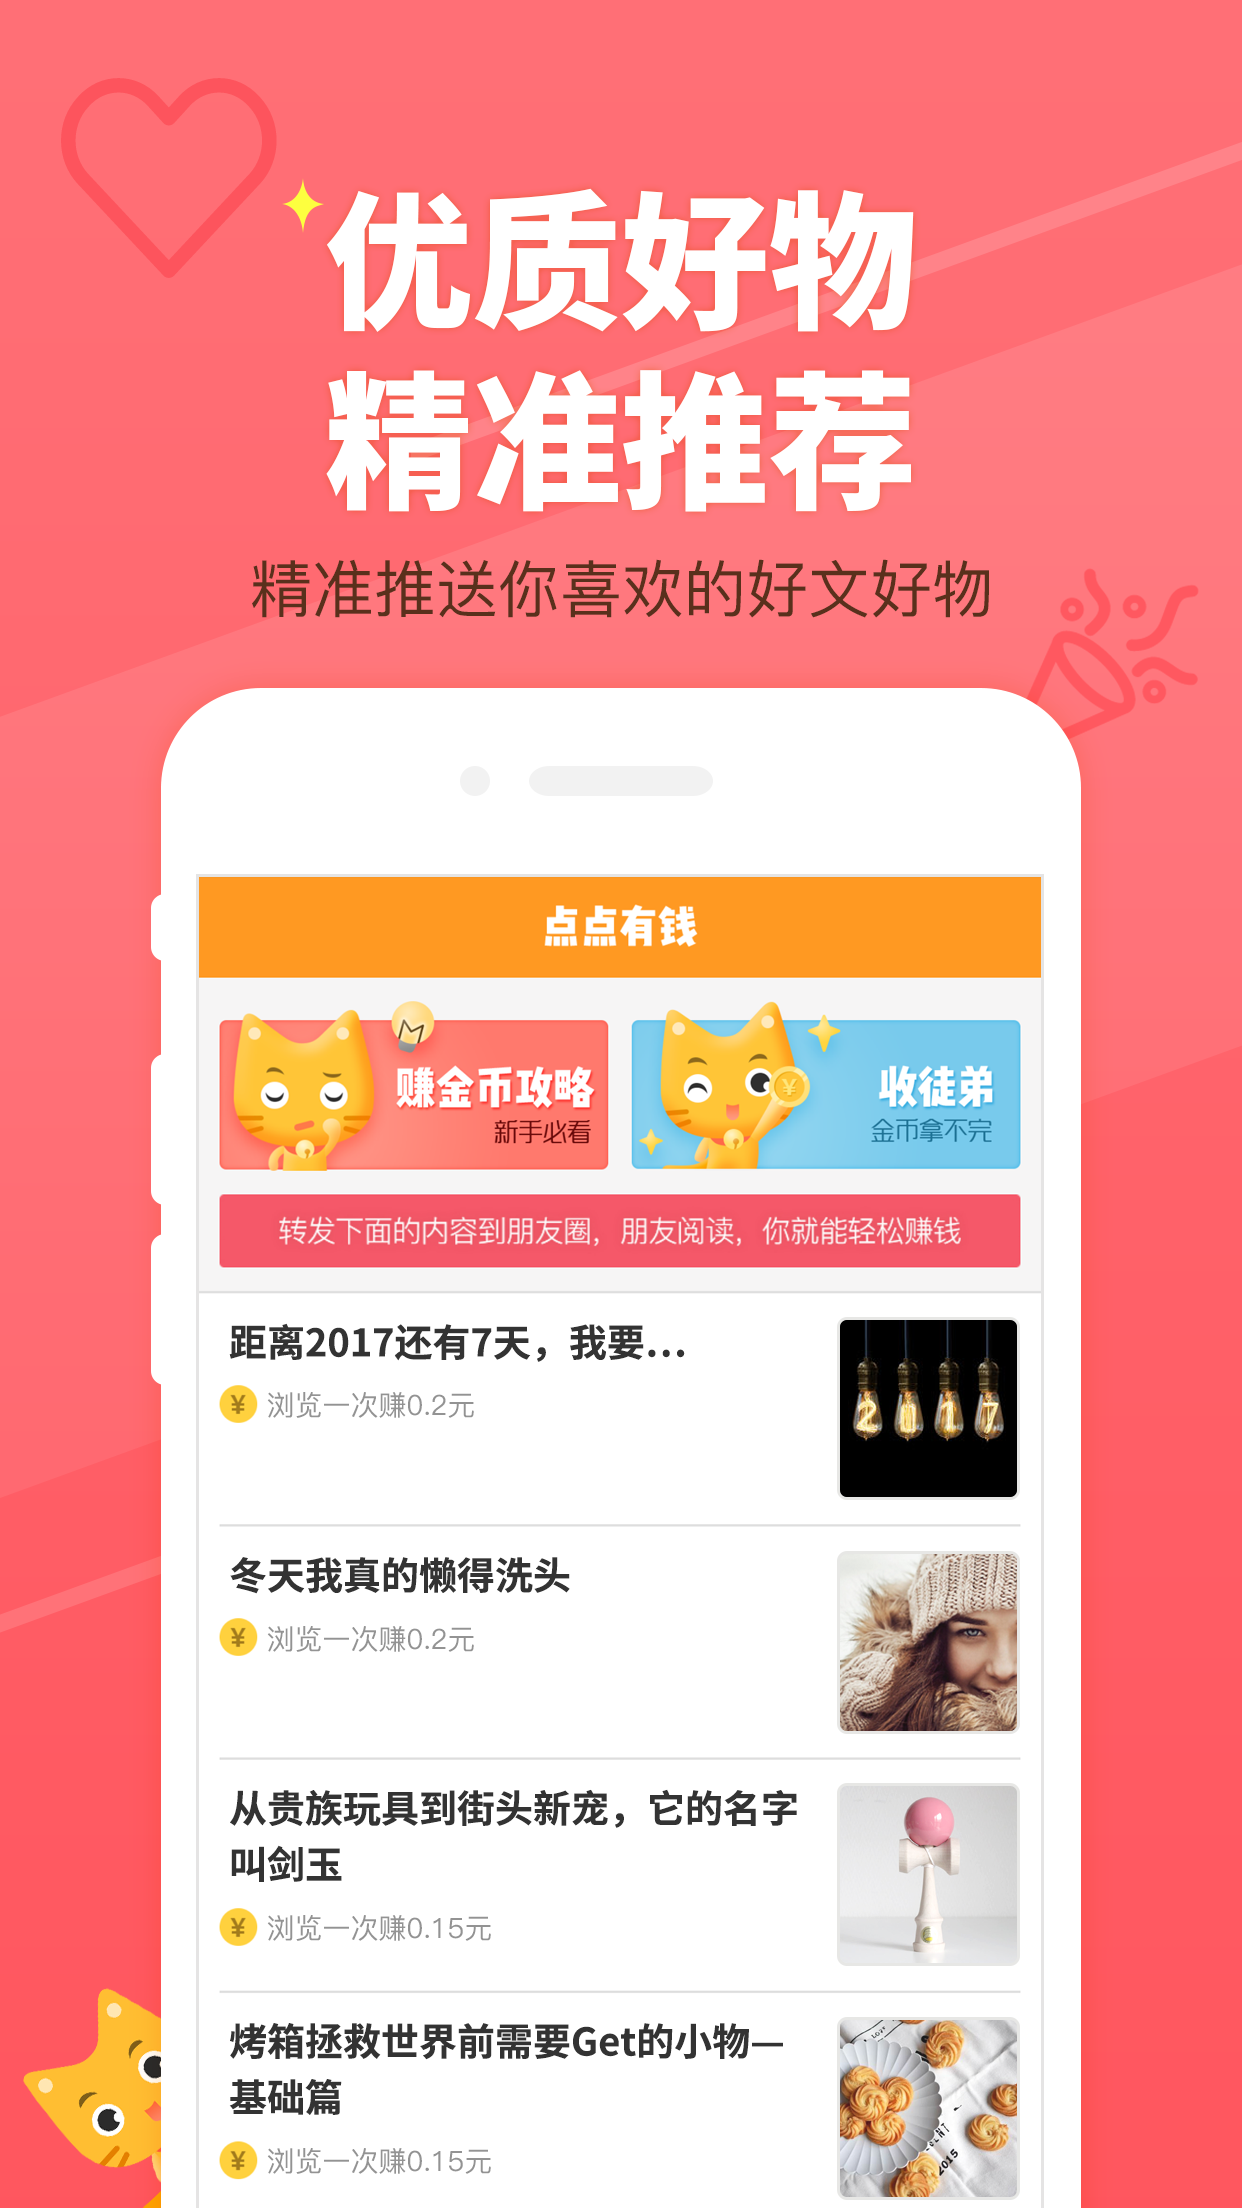 优质好物
精准推荐
精准推送你喜欢的好文好物
点点有钱
赚金币攻略
新手必看
收徒弟
金币拿不完
转发下面的内容到朋友圈，朋友阅读，你就能轻松赚钱
距离2017还有7天，我要...
¥ 浏览一次赚0.2元
2017
冬天我真的懒得洗头
¥ 浏览一次赚0.2元
从贵族玩具到街头新宠，它的名字
叫剑玉
¥ 浏览一次赚0.15元
烤箱拯救世界前需要Get的小物—
基础篇
¥ 浏览一次赚0.15元
2015